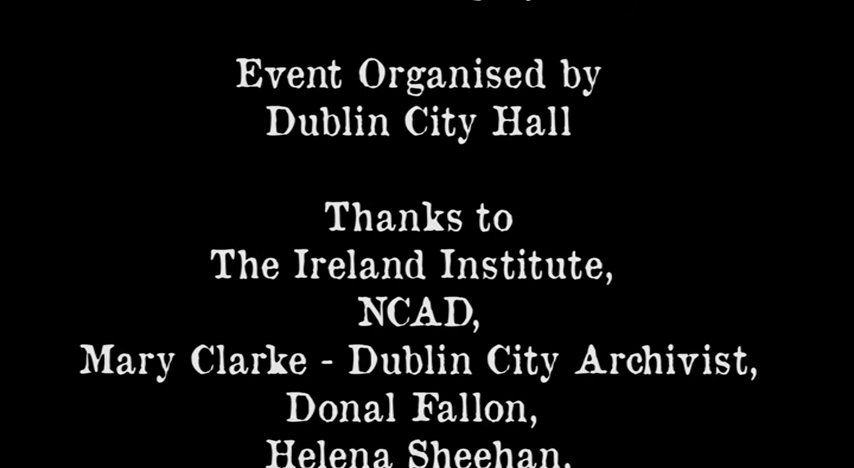 Event Organised by
Dublin City Hall
Thanks to
The Ireland Institute,
NCAD,
Mary Clarke - Dublin City Archivist,
Donal Fallon,
Helena Sheehan,